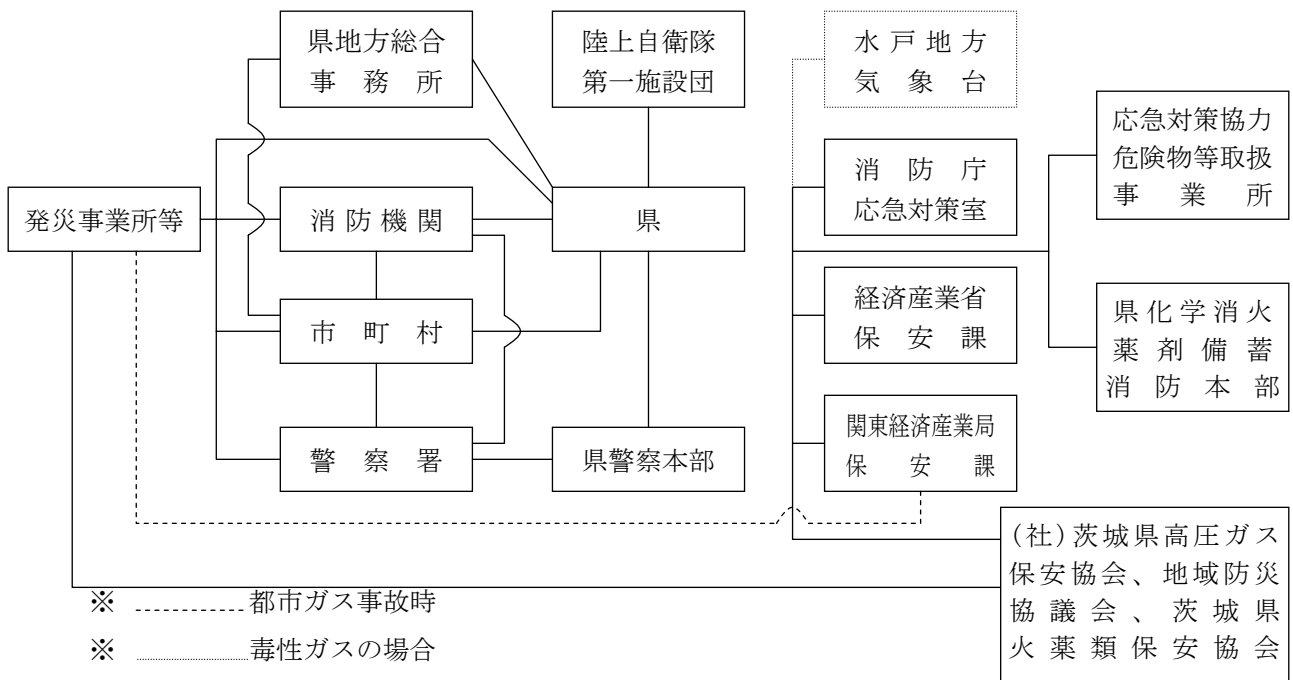 県地方総合
事務所
陸上自衛隊
第一施設団
水戸地方
気象台
応急対策協力
危険物等取扱
事業所
消防庁
応急対策室
発災事業所等
消防機関
県
経済産業省
保安課
県化学消火
薬剤備蓄
消防本部
市町村
関東経済産業局
保安課
警察署
県警察本部
(社)茨城県高圧ガス
保安協会、地域防災
協議会、茨城県
火薬類保安協会
※ 都市ガス事故時
※ 毒性ガスの場合